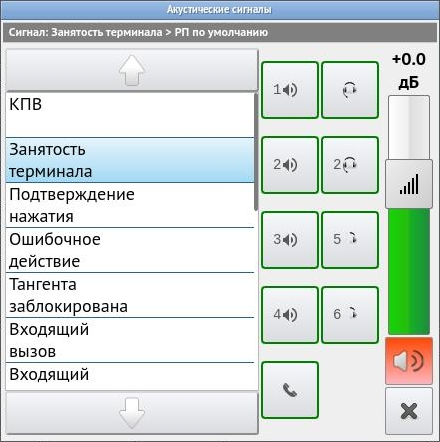 Акустические сигналы
Сигнал: Занятость терминала > РП по умолчанию
КПВ
Занятость
терминала
Подтверждение
нажатия
Ошибочное
действие
Тангента
заблокирована
Входящий
вызов
Входящий
1
2
2
3
5
4
6
+0.0
дБ